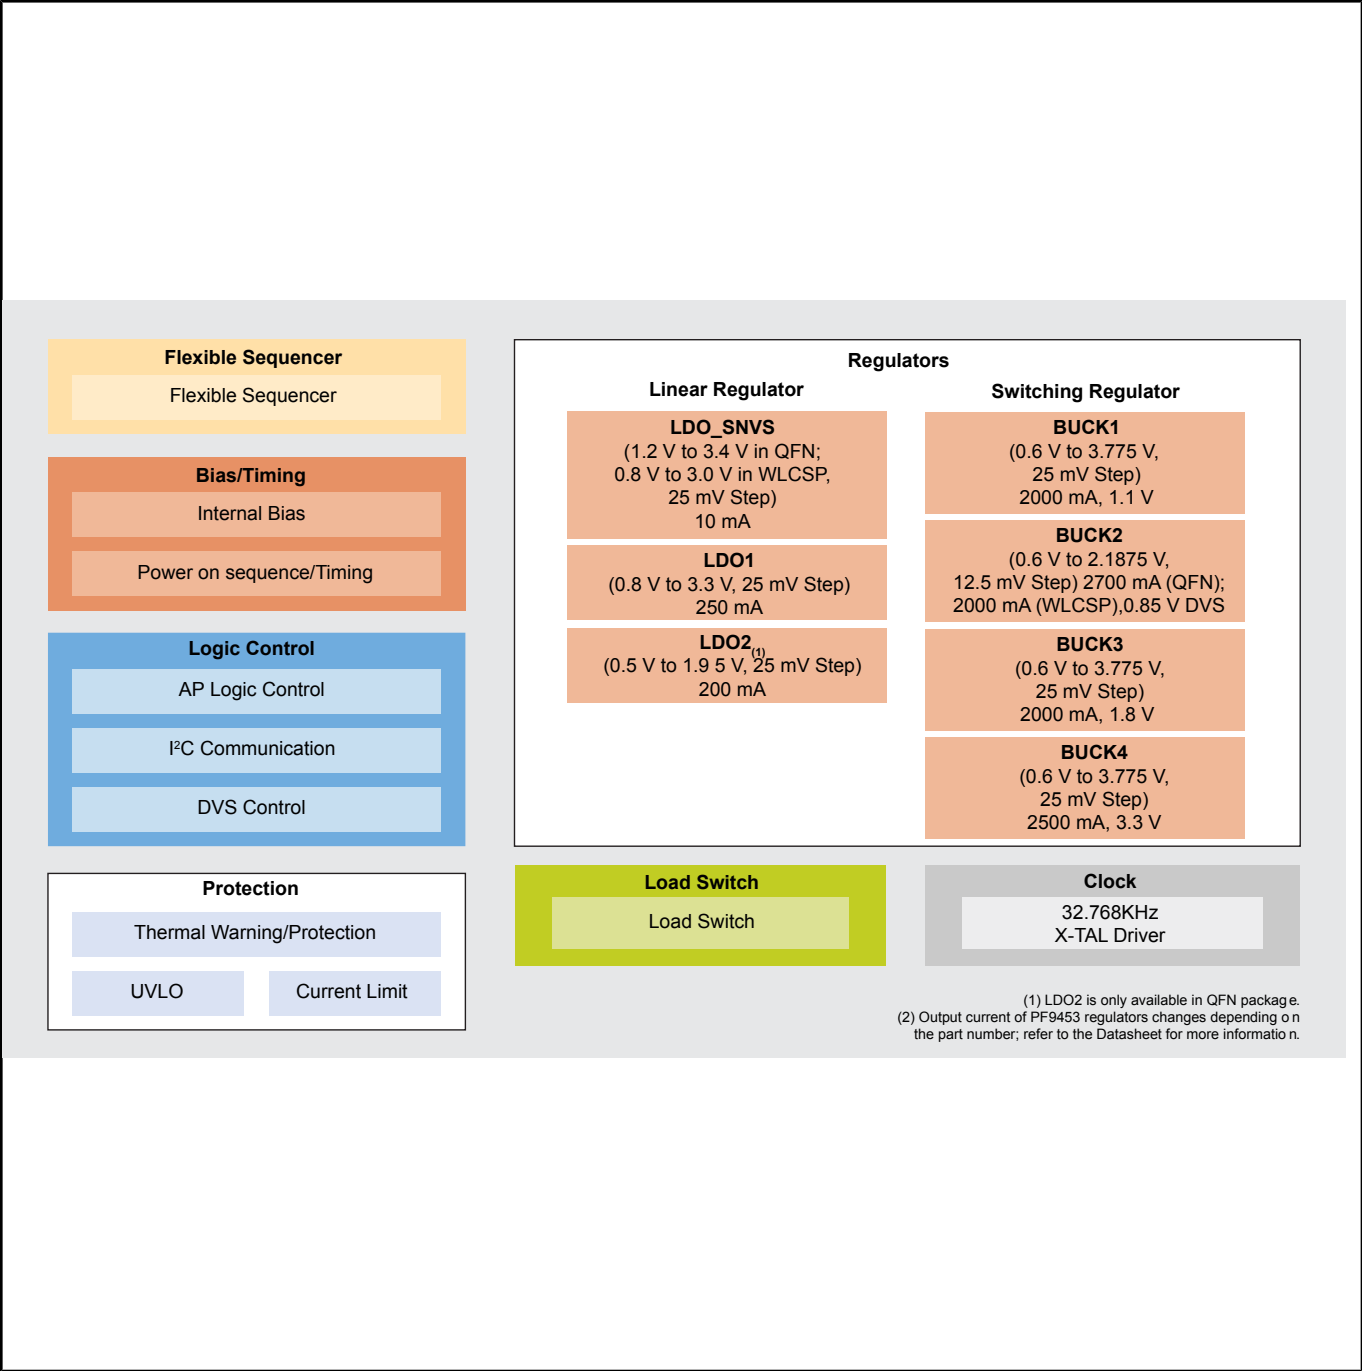 Flexible Sequencer
Flexible Sequencer
Bias/Timing
Internal Bias
Power on sequence/Timing
Logic Control
AP Logic Control
I²C Communication
DVS Control
Protection
Thermal Warning/Protection
UVLO
Current Limit
Regulators
Linear Regulator
LDO_SNVS
(1.2 V to 3.4 V in QFN;
0.8 V to 3.0 V in WLCSP,
25 mV Step)
10 mA
LDO1
(0.8 V to 3.3 V, 25 mV Step)
250 mA
LDO2(1)
(0.5 V to 1.9 5 V, 25 mV Step)
200 mA
Switching Regulator
BUCK1
(0.6 V to 3.775 V,
25 mV Step)
2000 mA, 1.1 V
BUCK2
(0.6 V to 2.1875 V,
12.5 mV Step) 2700 mA (QFN);
2000 mA (WLCSP),0.85 V DVS
BUCK3
(0.6 V to 3.775 V,
25 mV Step)
2000 mA, 1.8 V
BUCK4
(0.6 V to 3.775 V,
25 mV Step)
2500 mA, 3.3 V
Load Switch
Load Switch
Clock
32.768KHz
X-TAL Driver
(1) LDO2 is only available in QFN packag e.
(2) Output current of PF9453 regulators changes depending o n
the part number; refer to the Datasheet for more informatio n.